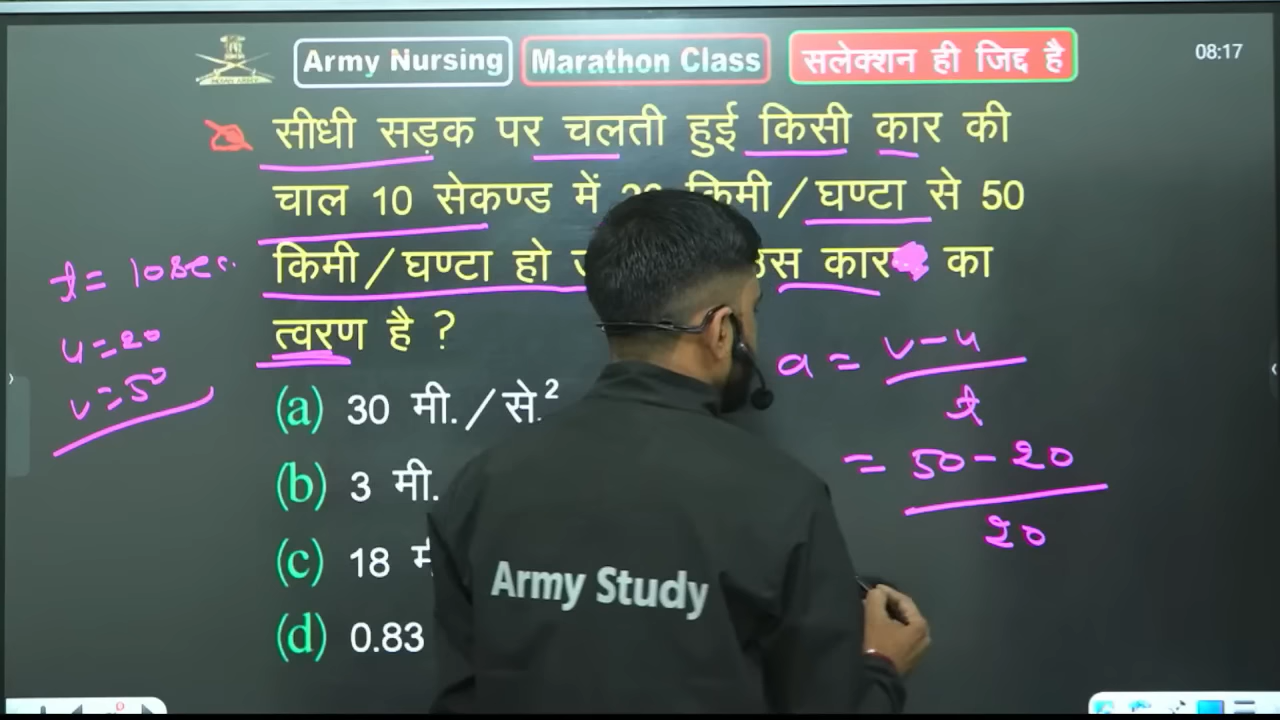 Army Nursing Marathon Class सलेक्शन ही जिद्द है 08:17
सीधी सड़क पर चलती हुई किसी कार की
चाल 10 सेकण्ड में किमी/घण्टा से 50
किमी/घण्टा हो उस कार का
त्वरण है ?
(a) 30 मी./से.²
(b) 3 मी.
(c) 18
(d) 0.83
t = 10sec.
u = 20
v = 50
a = v - u
t
= 50 - 20
20
Army Study